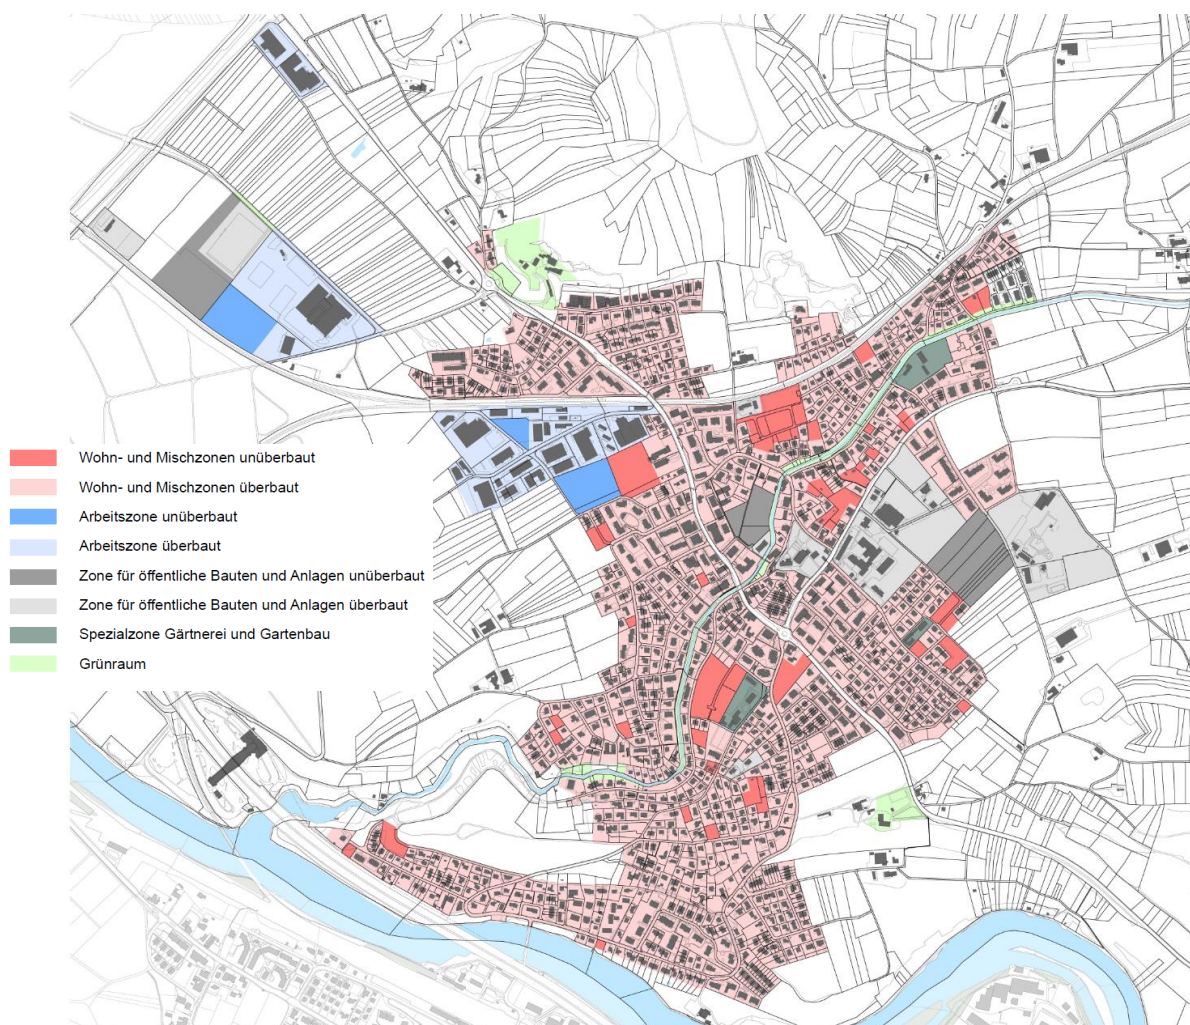 Wohn- und Mischzonen unüberbaut
Wohn- und Mischzonen überbaut
Arbeitszone unüberbaut
Arbeitszone überbaut
Zone für öffentliche Bauten und Anlagen unüberbaut
Zone für öffentliche Bauten und Anlagen überbaut
Spezialzone Gärtnerei und Gartenbau
Grünraum